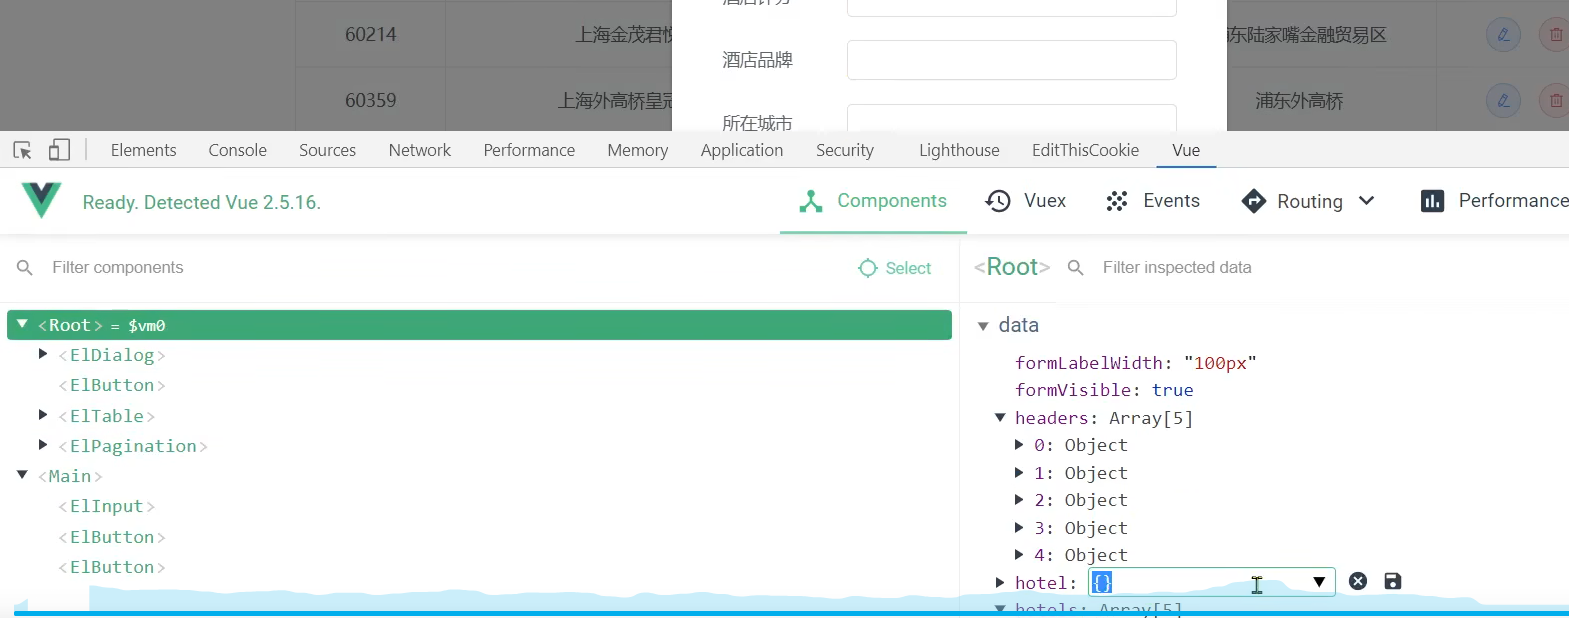 60214
上海金茂君悦
东陆家嘴金融贸易区
酒店品牌
60359
上海外高桥皇冠
浦东外高桥
所在城市
Elements Console Sources Network Performance Memory Application Security Lighthouse EditThisCookie Vue
Ready. Detected Vue 2.5.16.
Components Vuex Events Routing Performance
Filter components
Select
<Root> Filter inspected data
<Root> = $vm0
<ElDialog>
<ElButton>
<ElTable>
<ElPagination>
<Main>
<ElInput>
<ElButton>
<ElButton>
data
formLabelWidth: "100px"
formVisible: true
headers: Array[5]
0: Object
1: Object
2: Object
3: Object
4: Object
hotel: {}
hotels: Array[5]